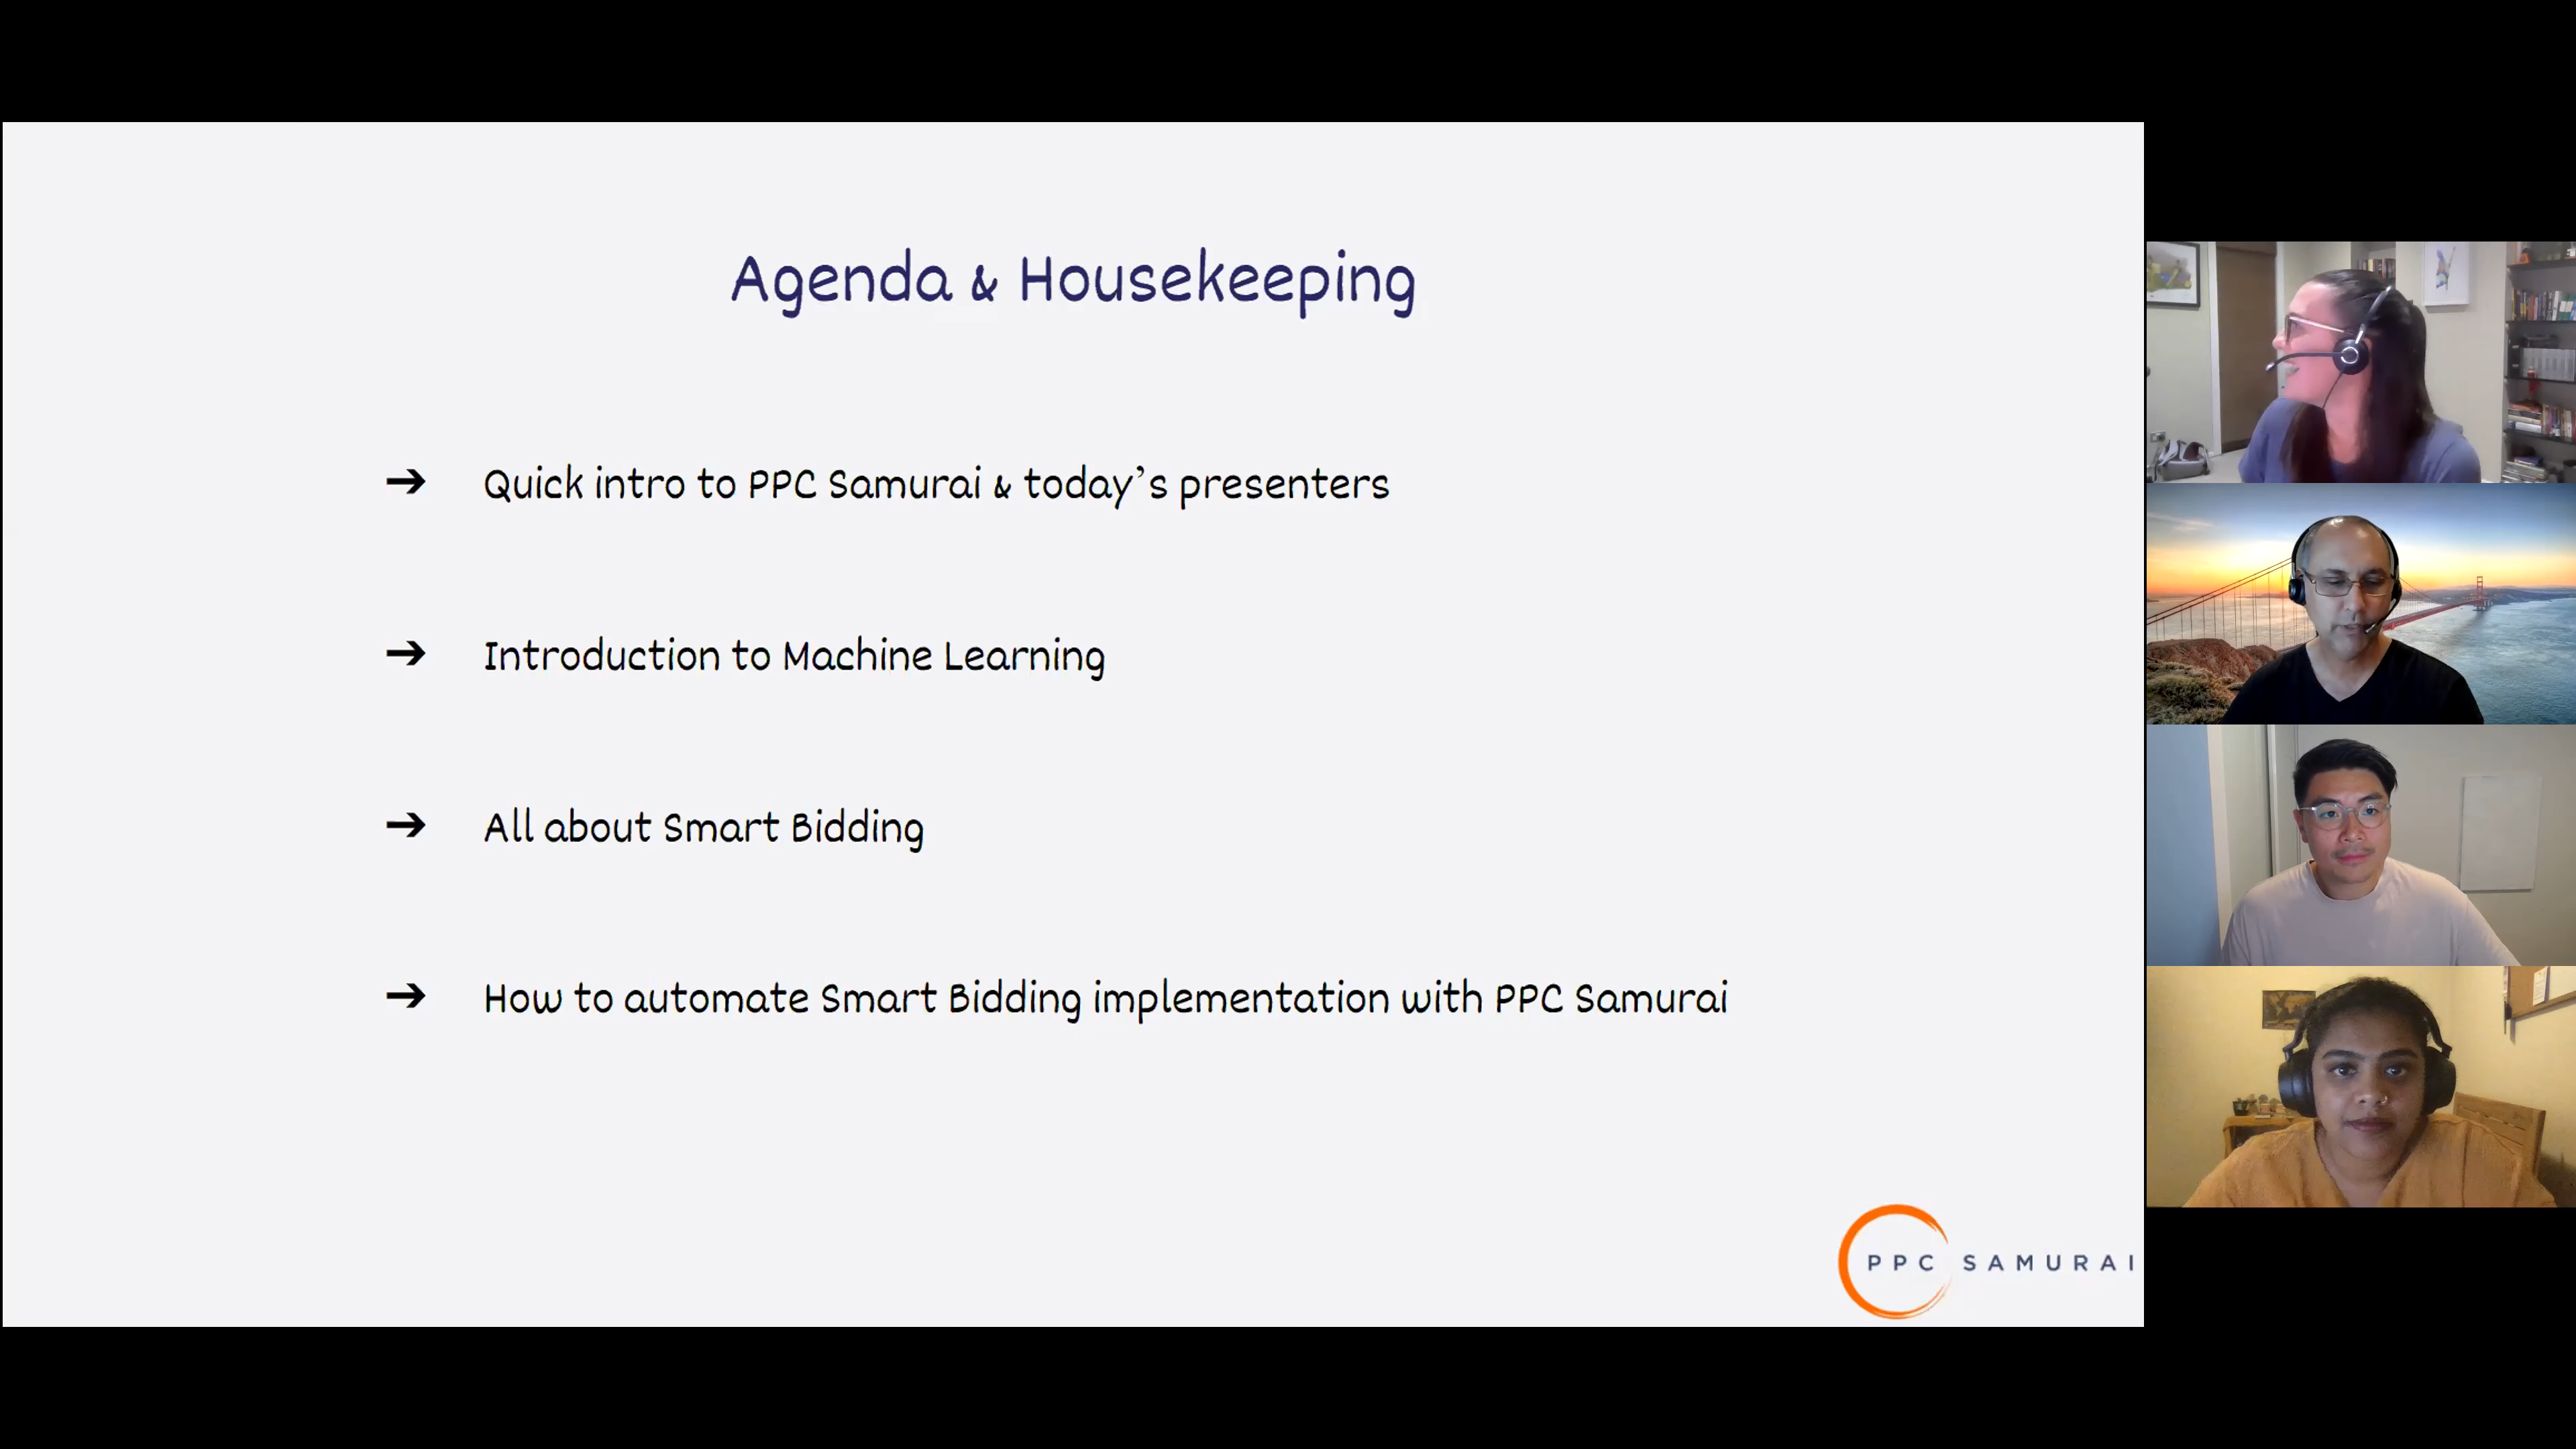 Agenda & Housekeeping
➔ Quick intro to PPC Samurai & today’s presenters
➔ Introduction to Machine Learning
➔ All about Smart Bidding
➔ How to automate Smart Bidding implementation with PPC Samurai
PPC SAMURAI